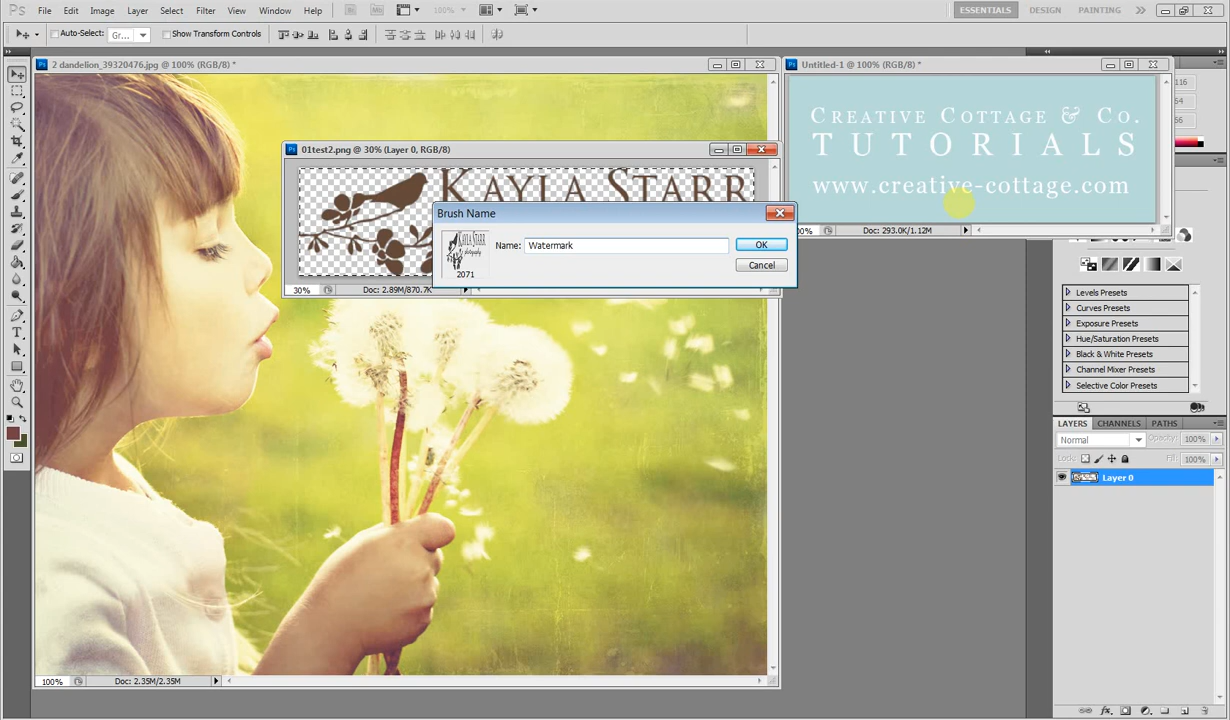 Ps File Edit Image Layer Select Filter Analysis View Window Help 100% ESSENTIALS DESIGN PAINTING
Auto-Select: Gr... Show Transform Controls
2 dandelion_39320476.jpg @ 100% (RGB/8) *
Untitled-1 @ 100% (RGB/8) *
CREATIVE COTTAGE & CO.
TUTORIALS
www.creative-cottage.com
Doc: 293.0K/1.12M
01test2.png @ 30% (Layer 0, RGB/8)
KAYLA STARR
Brush Name
Name: Watermark
OK
Cancel
2071
30% Doc: 2.89M/870.7K
Levels Presets
Curves Presets
Exposure Presets
Hue/Saturation Presets
Black & White Presets
Channel Mixer Presets
Selective Color Presets
LAYERS CHANNELS PATHS
Normal Opacity: 100%
Lock: Fill: 100%
Layer 0
100% Doc: 2.35M/2.35M